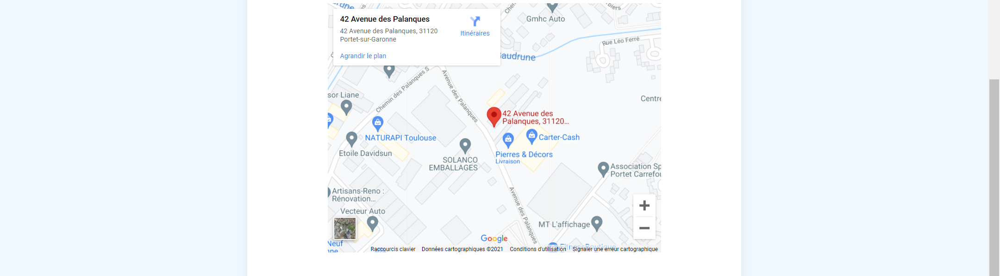 42 Avenue des Palanques
42 Avenue des Palanques, 31120
Portet-sur-Garonne
Itinéraires
Agrandir le plan
Gmhc Auto
Rue Léo Ferré
audrune
Chemin des Palanques S
Avenue des Palanques
sor Liane
Centre
42 Avenue des
Palanques, 31120...
NATURAPI Toulouse
Carter-Cash
Etoile Davidsun
Pierres & Décors
Livraison
SOLANCO
EMBALLAGES
Association Sp
Portet Carrefou
Artisans-Reno :
Rénovation...
Avenue des Palanques
Vecteur Auto
MT L'affichage
Google
Neuf
FitnessBoutique
Raccourcis clavier
Données cartographiques ©2021
Conditions d'utilisation
Signaler une erreur cartographique